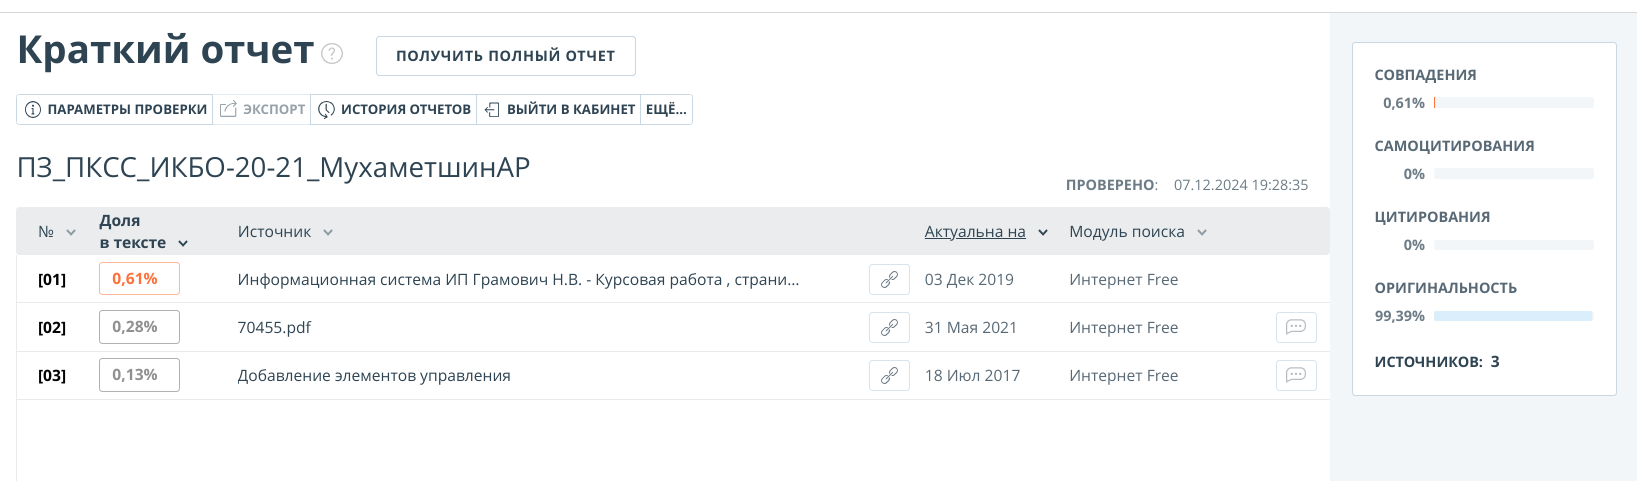 Краткий отчет ?
ПОЛУЧИТЬ ПОЛНЫЙ ОТЧЕТ
ПАРАМЕТРЫ ПРОВЕРКИ ЭКСПОРТ ИСТОРИЯ ОТЧЕТОВ ВЫЙТИ В КАБИНЕТ ЕЩЁ...
ПЗ_ПКСС_ИКБО-20-21_МухаметшинАР
ПРОВЕРЕНО: 07.12.2024 19:28:35
№ Доля в тексте Источник Актуальна на Модуль поиска
[01] 0,61% Информационная система ИП Грамович Н.В. - Курсовая работа , страни... 03 Дек 2019 Интернет Free
[02] 0,28% 70455.pdf 31 Мая 2021 Интернет Free
[03] 0,13% Добавление элементов управления 18 Июл 2017 Интернет Free
СОВПАДЕНИЯ
0,61%
САМОЦИТИРОВАНИЯ
0%
ЦИТИРОВАНИЯ
0%
ОРИГИНАЛЬНОСТЬ
99,39%
ИСТОЧНИКОВ: 3